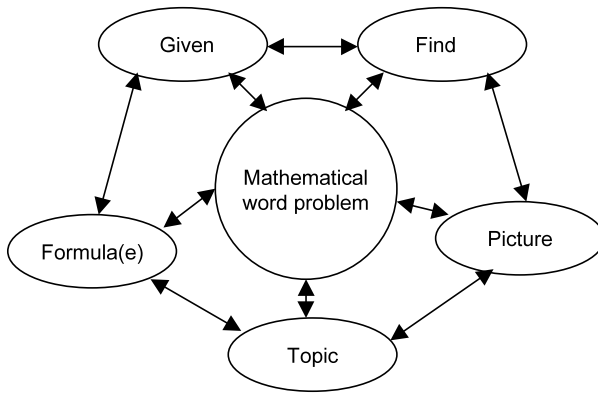 Given
Find
Mathematical
word problem
Formula(e)
Picture
Topic